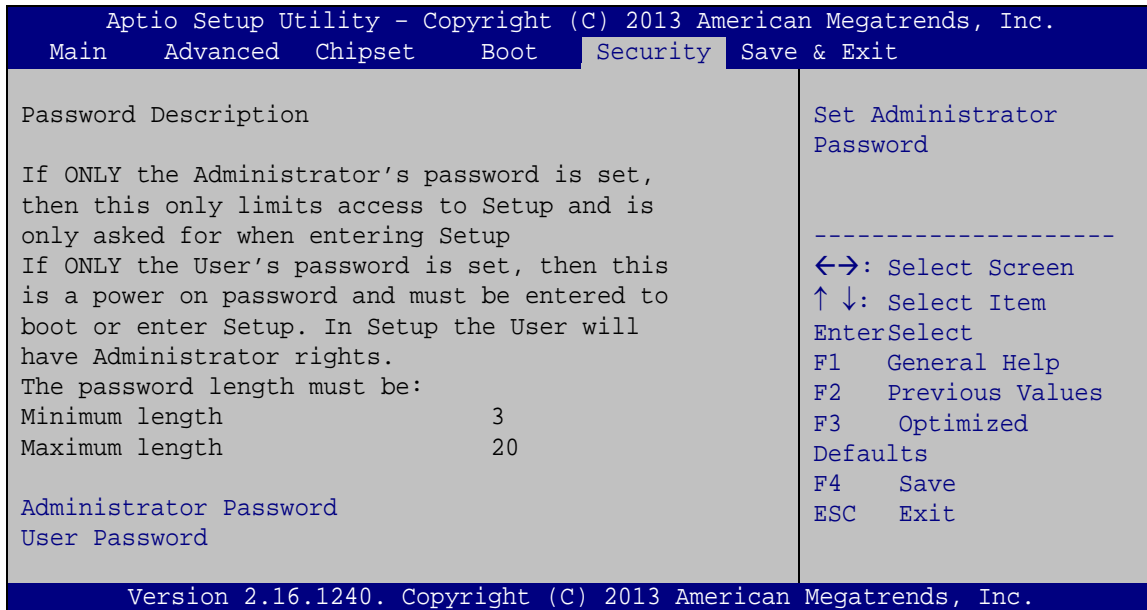 Aptio Setup Utility – Copyright (C) 2013 American Megatrends, Inc.
Main Advanced Chipset Boot Security Save & Exit
Password Description
If ONLY the Administrator’s password is set,
then this only limits access to Setup and is
only asked for when entering Setup
If ONLY the User’s password is set, then this
is a power on password and must be entered to
boot or enter Setup. In Setup the User will
have Administrator rights.
The password length must be:
Minimum length 3
Maximum length 20
Administrator Password
User Password
Set Administrator
Password
---------------------
←→: Select Screen
↑ ↓: Select Item
EnterSelect
F1 General Help
F2 Previous Values
F3 Optimized
Defaults
F4 Save
ESC Exit
Version 2.16.1240. Copyright (C) 2013 American Megatrends, Inc.